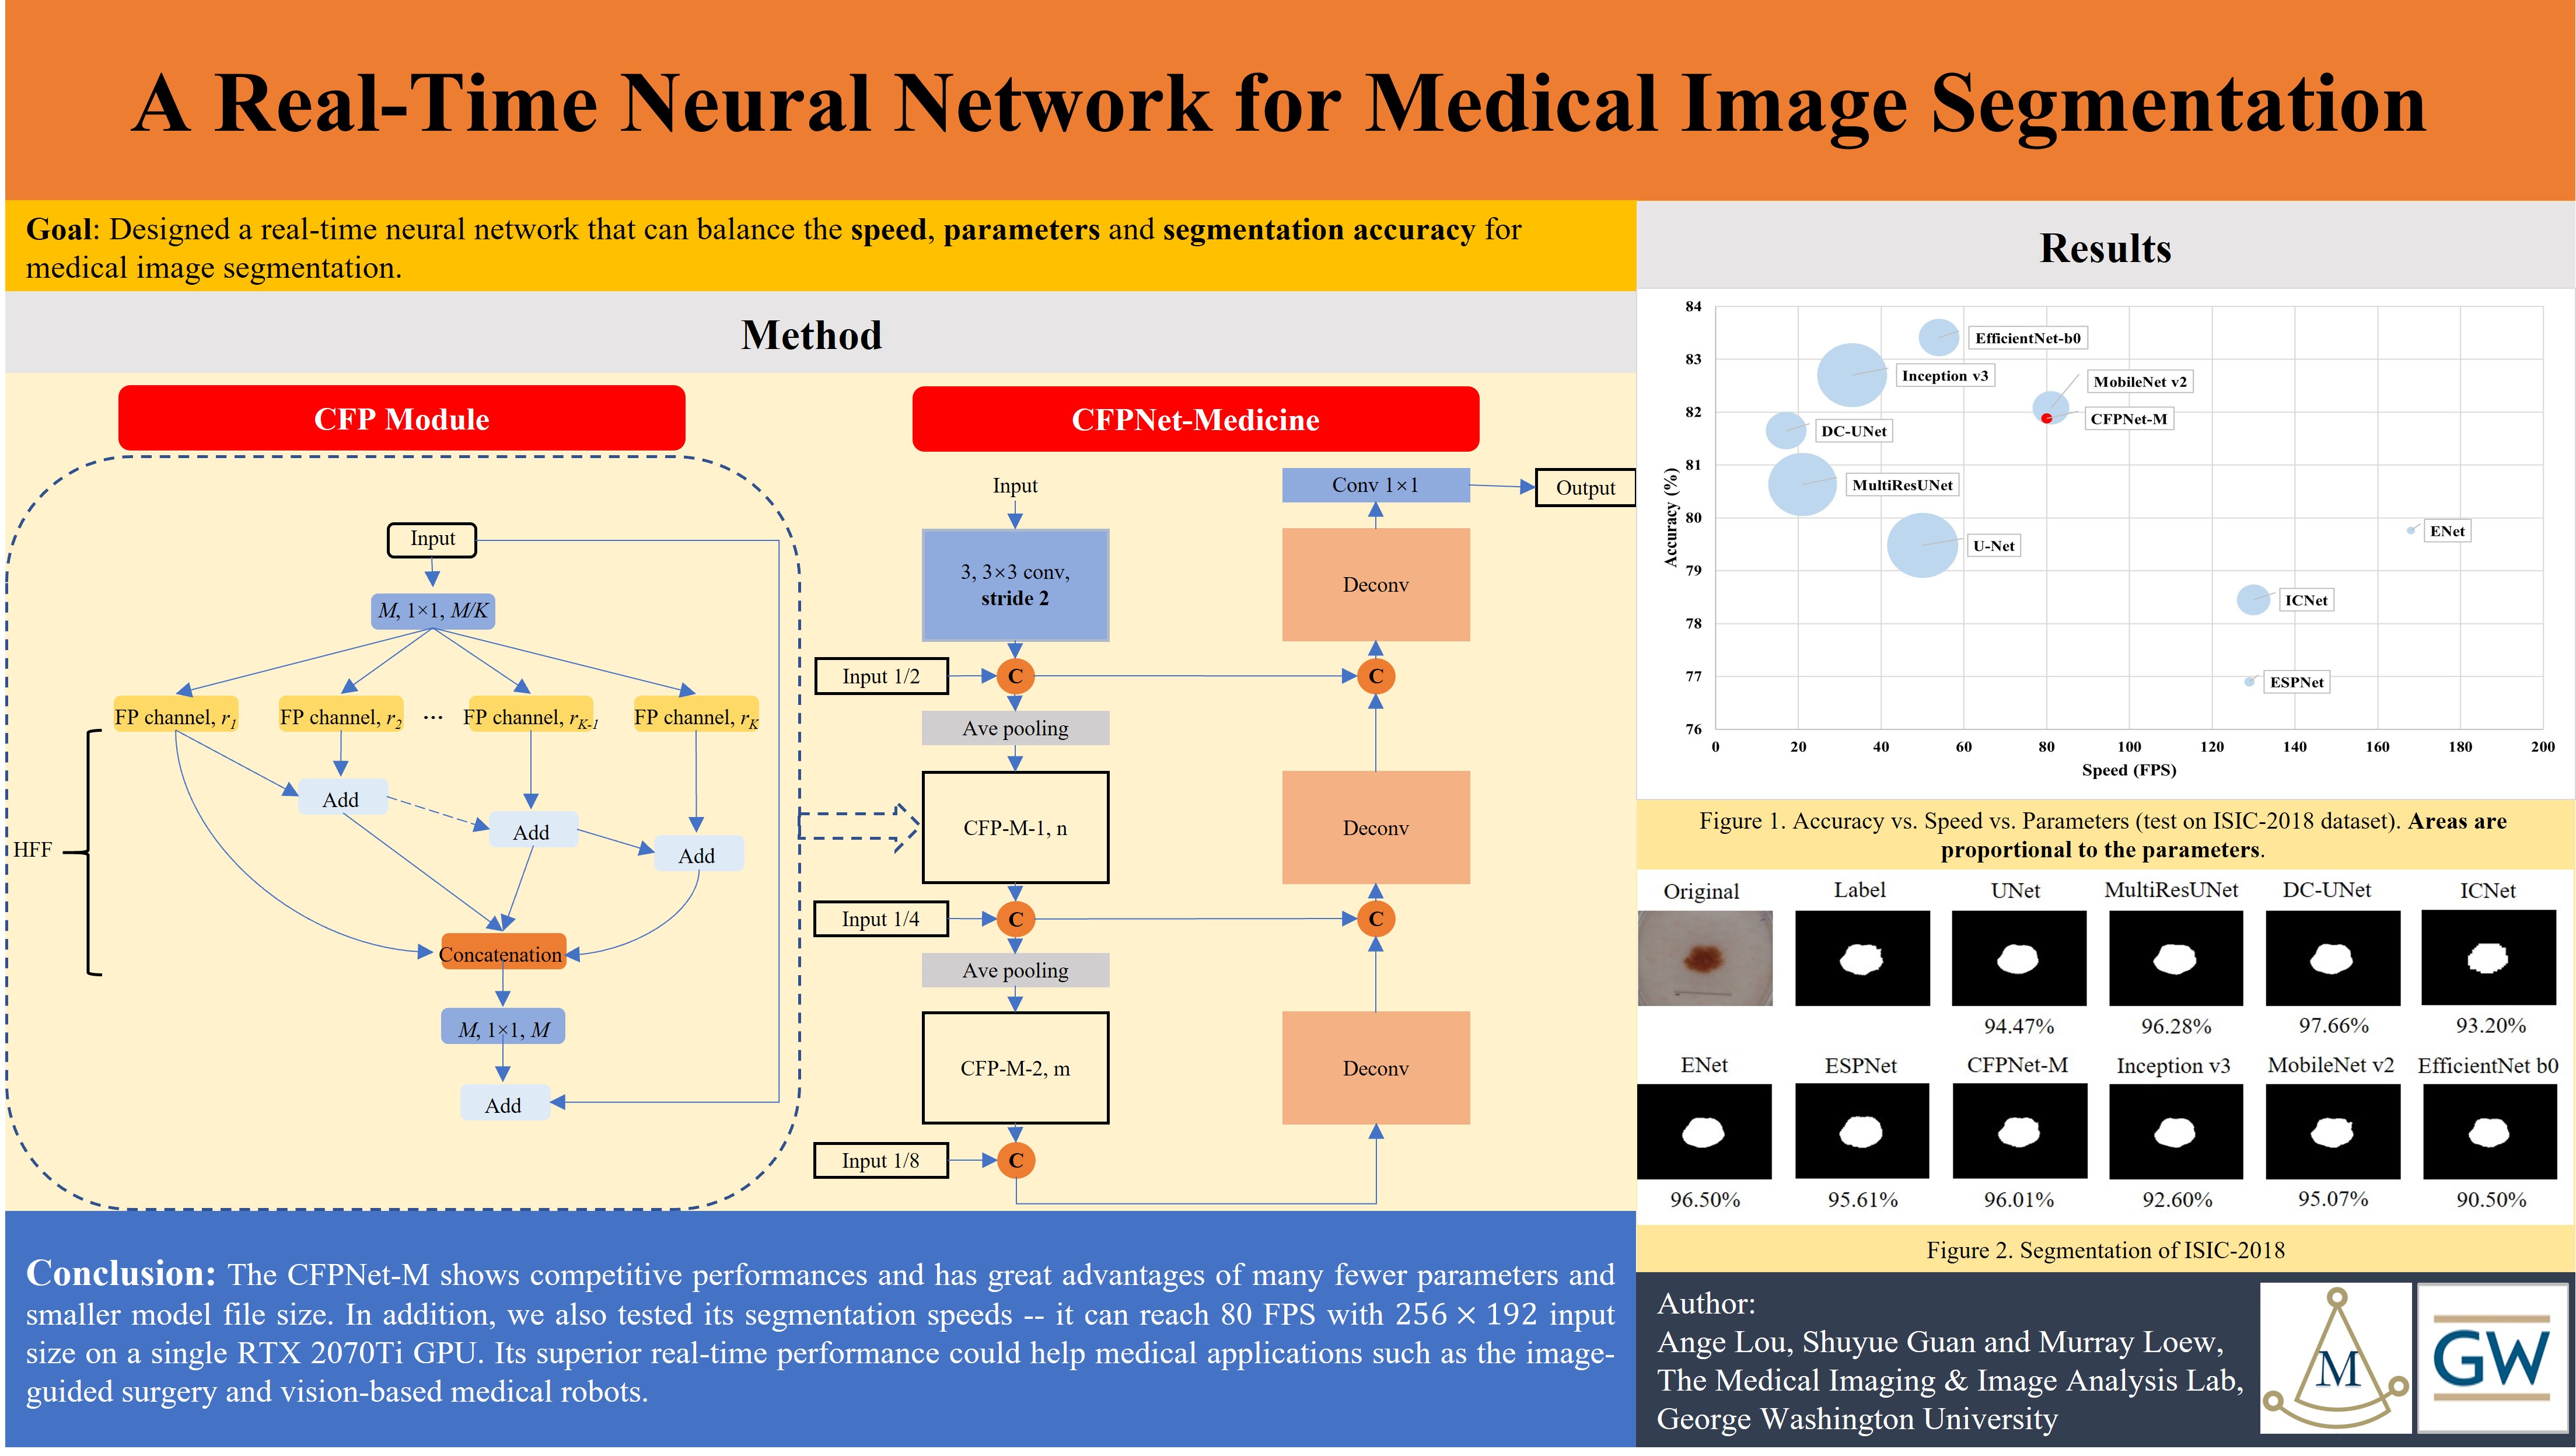 A Real-Time Neural Network for Medical Image Segmentation
Goal: Designed a real-time neural network that can balance the speed, parameters and segmentation accuracy for
medical image segmentation.
Method
CFP Module
Input
M, 1×1, M/K
FP channel, r1
FP channel, r2
...
FP channel, rK-1
FP channel, rK
Add
Add
Add
HFF
Concatenation
M, 1×1, M
Add
CFPNet-Medicine
Input
3, 3×3 conv,
stride 2
Input 1/2
C
Ave pooling
CFP-M-1, n
Input 1/4
C
Ave pooling
CFP-M-2, m
Input 1/8
C
Conv 1×1
Output
Deconv
C
Deconv
C
Deconv
Conclusion: The CFPNet-M shows competitive performances and has great advantages of many fewer parameters and
smaller model file size. In addition, we also tested its segmentation speeds -- it can reach 80 FPS with 256 × 192 input
size on a single RTX 2070Ti GPU. Its superior real-time performance could help medical applications such as the image-
guided surgery and vision-based medical robots.
Results
84
83
82
81
80
79
78
77
76
Accuracy (%)
EfficientNet-b0
Inception v3
MobileNet v2
CFPNet-M
DC-UNet
MultiResUNet
U-Net
ENet
ICNet
ESPNet
0 20 40 60 80 100 120 140 160 180 200
Speed (FPS)
Figure 1. Accuracy vs. Speed vs. Parameters (test on ISIC-2018 dataset). Areas are
proportional to the parameters.
Original Label UNet MultiResUNet DC-UNet ICNet
94.47% 96.28% 97.66% 93.20%
ENet ESPNet CFPNet-M Inception v3 MobileNet v2 EfficientNet b0
96.50% 95.61% 96.01% 92.60% 95.07% 90.50%
Figure 2. Segmentation of ISIC-2018
Author:
Ange Lou, Shuyue Guan and Murray Loew,
The Medical Imaging & Image Analysis Lab,
George Washington University
M
GW